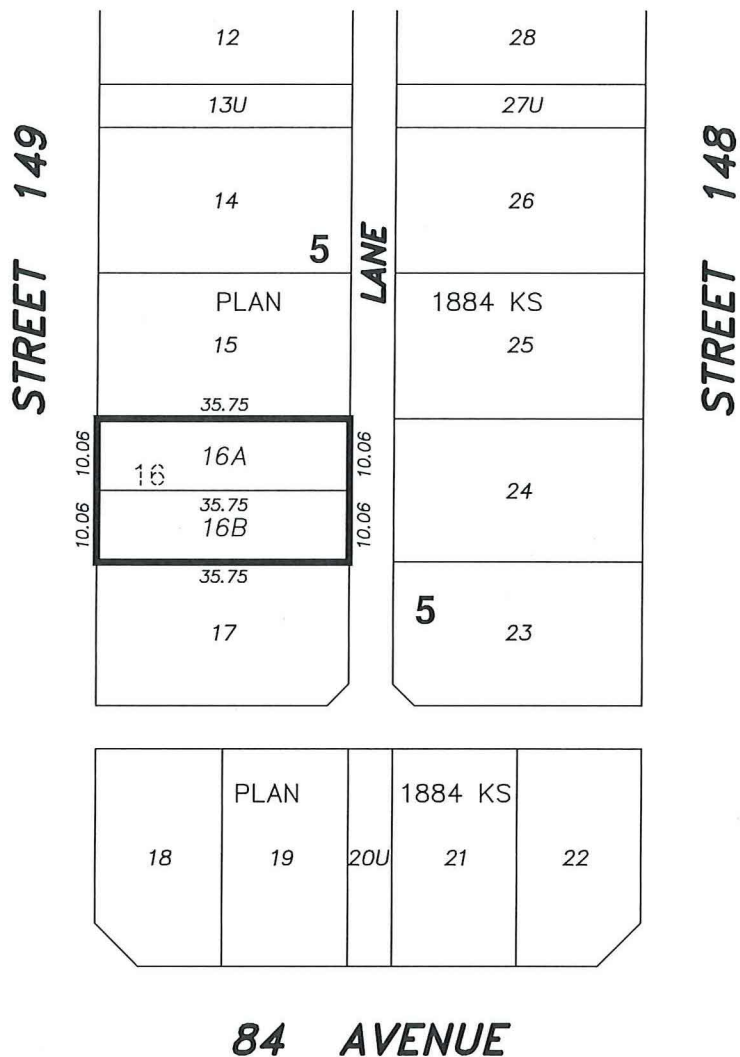 12
28
13U
27U
STREET 149
STREET 148
14
26
5
LANE
PLAN
1884 KS
15
25
35.75
10.06
16A
10.06
16
24
35.75
10.06
16B
10.06
35.75
5
17
23
PLAN
1884 KS
18
19
20U
21
22
84 AVENUE